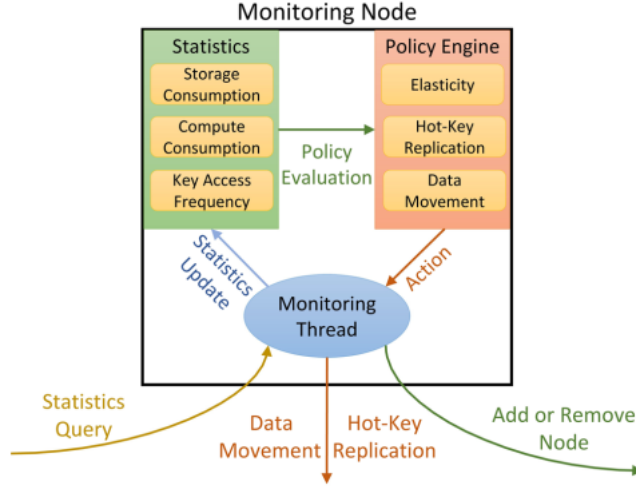 Monitoring Node
Statistics
Storage
Consumption
Compute
Consumption
Key Access
Frequency
Policy
Evaluation
Policy Engine
Elasticity
Hot-Key
Replication
Data
Movement
Statistics
Update
Action
Monitoring
Thread
Statistics
Query
Data
Movement
Hot-Key
Replication
Add or Remove
Node